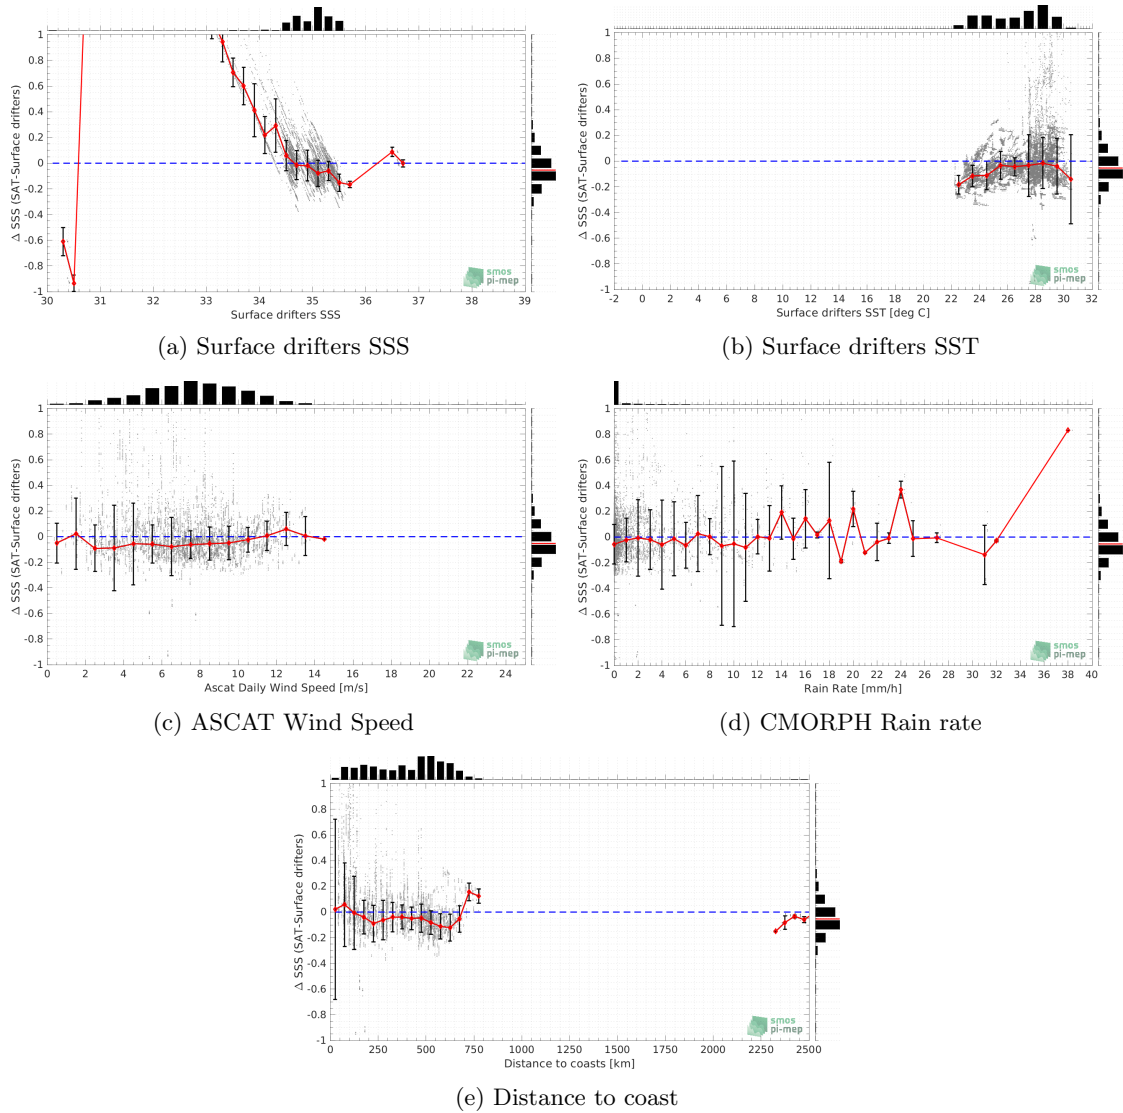 1
0.8
0.6
0.4
0.2
0
-0.2
-0.4
-0.6
-0.8
-1
Δ SSS (SAT-Surface drifters)
30 31 32 33 34 35 36 37 38 39
Surface drifters SSS
smos
pi-mep
(a) Surface drifters SSS
1
0.8
0.6
0.4
0.2
0
-0.2
-0.4
-0.6
-0.8
-1
Δ SSS (SAT-Surface drifters)
-2 0 2 4 6 8 10 12 14 16 18 20 22 24 26 28 30 32
Surface drifters SST [deg C]
smos
pi-mep
(b) Surface drifters SST
1
0.8
0.6
0.4
0.2
0
-0.2
-0.4
-0.6
-0.8
-1
Δ SSS (SAT-Surface drifters)
0 2 4 6 8 10 12 14 16 18 20 22 24
Ascat Daily Wind Speed [m/s]
smos
pi-mep
(c) ASCAT Wind Speed
1
0.8
0.6
0.4
0.2
0
-0.2
-0.4
-0.6
-0.8
-1
Δ SSS (SAT-Surface drifters)
0 2 4 6 8 10 12 14 16 18 20 22 24 26 28 30 32 34 36 38 40
Rain Rate [mm/h]
smos
pi-mep
(d) CMORPH Rain rate
1
0.8
0.6
0.4
0.2
0
-0.2
-0.4
-0.6
-0.8
-1
Δ SSS (SAT-Surface drifters)
0 250 500 750 1000 1250 1500 1750 2000 2250 2500
Distance to coasts [km]
smos
pi-mep
(e) Distance to coast